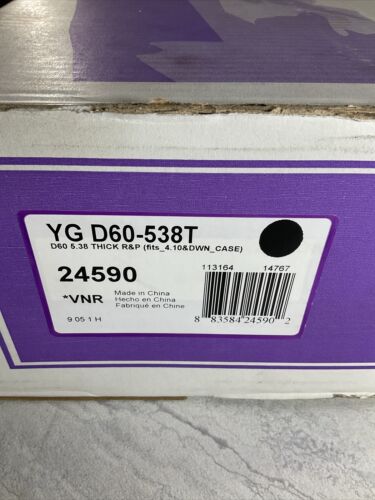 YG D60-538T
D60 5.38 THICK R&P (fits_4.10&DWN_CASE)
24590
113164 14767
*VNR
Made in China
Hecho en China
Fabriqué en Chine
9 05 1 H
8 83584 24590 2